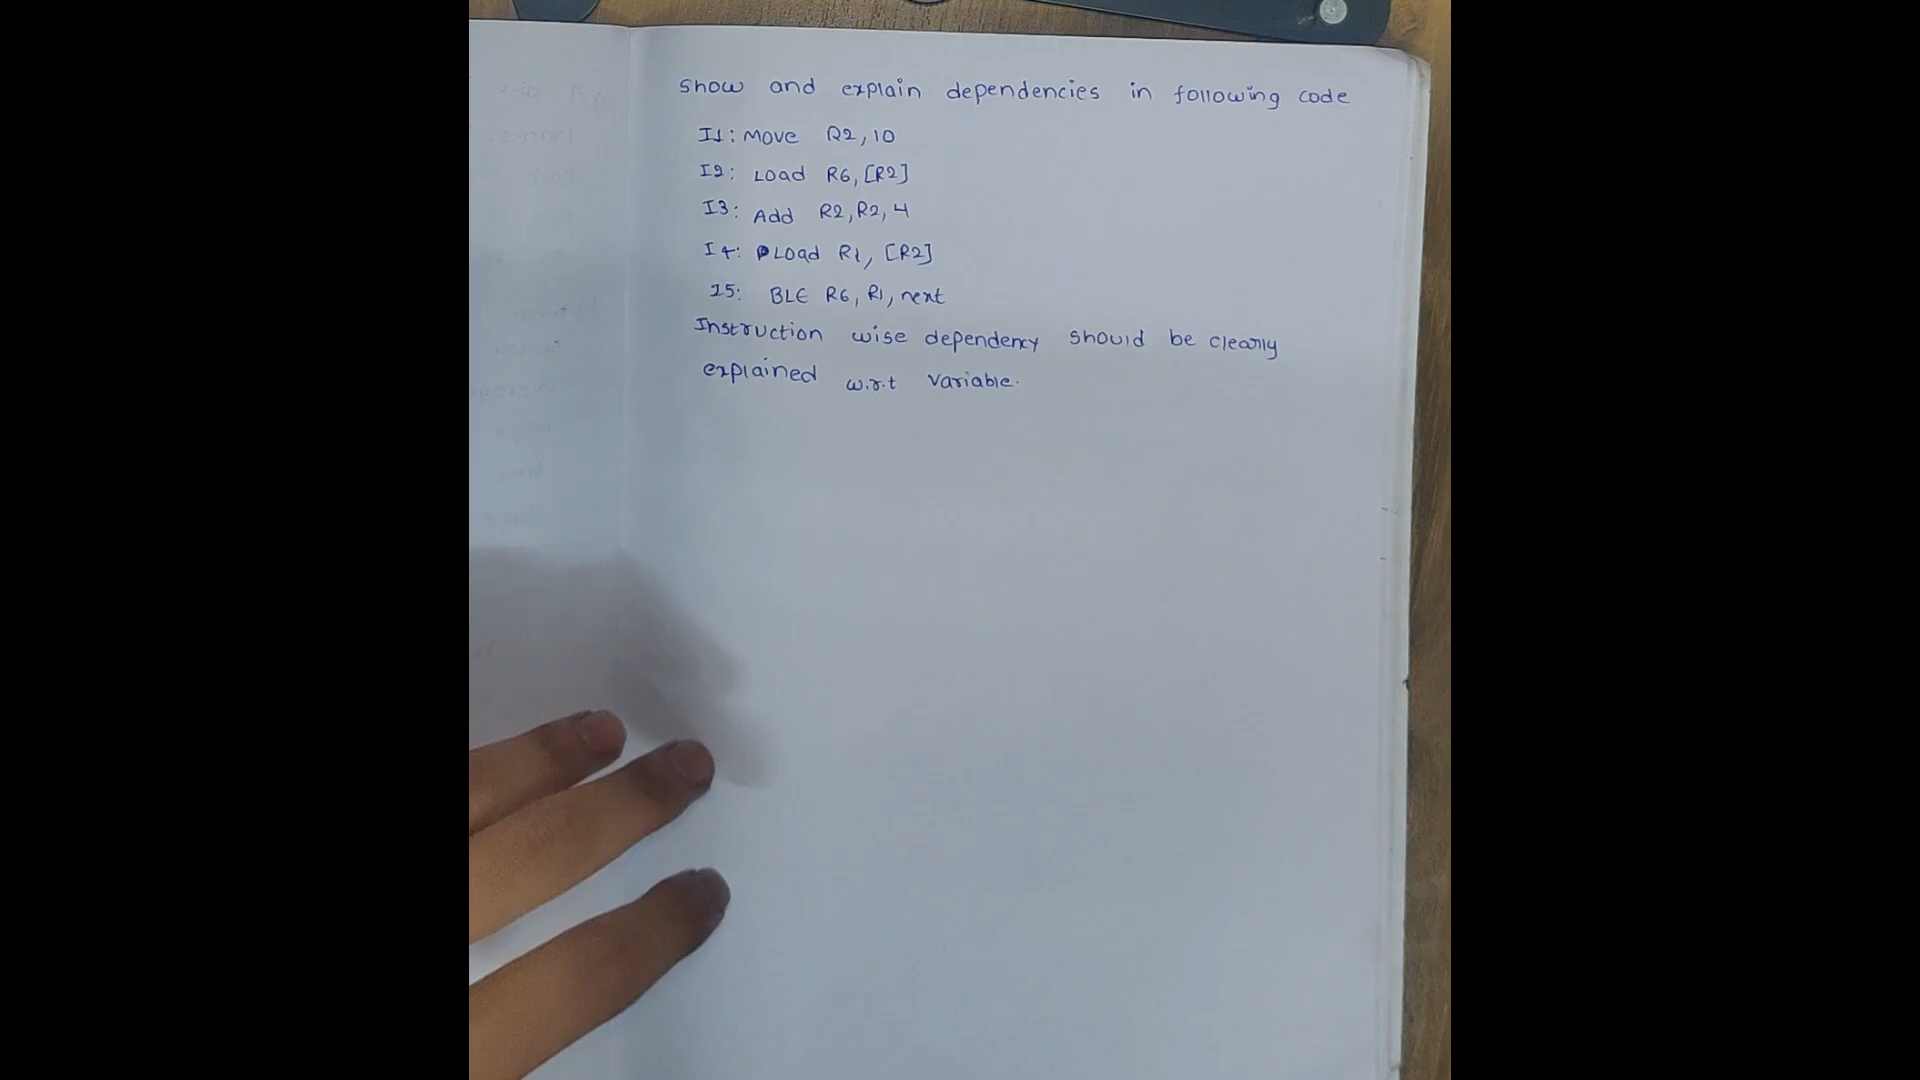 Show and explain dependencies in following code
I1: Move R2, 10
I2: Load R6, [R2]
I3: Add R2, R2, 4
I4: Load R1, [R2]
I5: BLE R6, R1, next
Instruction wise dependency should be clearly
explained w.r.t variable.